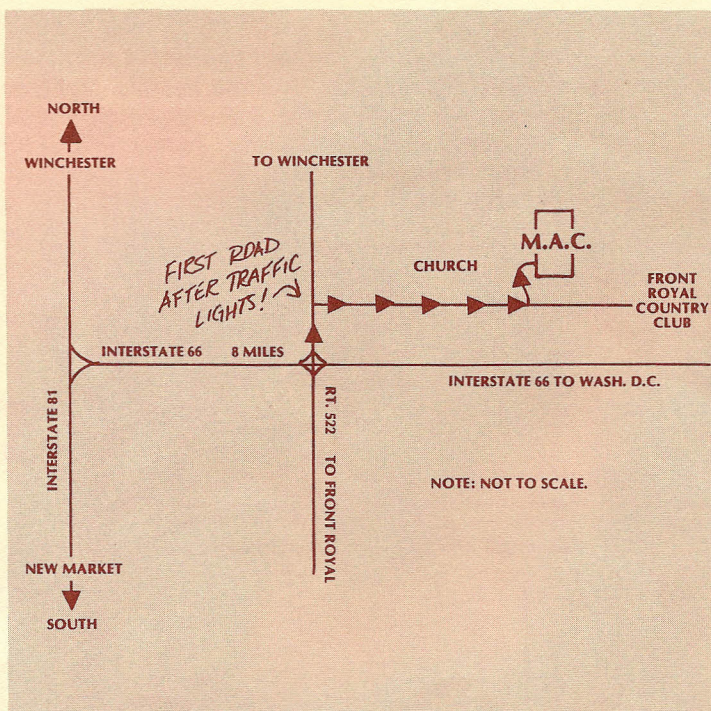 NORTH
WINCHESTER
TO WINCHESTER
FIRST ROAD
AFTER TRAFFIC
LIGHTS!
CHURCH
M.A.C.
FRONT
ROYAL
COUNTRY
CLUB
INTERSTATE 66 8 MILES
INTERSTATE 66 TO WASH. D.C.
INTERSTATE 81
RT. 522 TO FRONT ROYAL
NOTE: NOT TO SCALE.
NEW MARKET
SOUTH